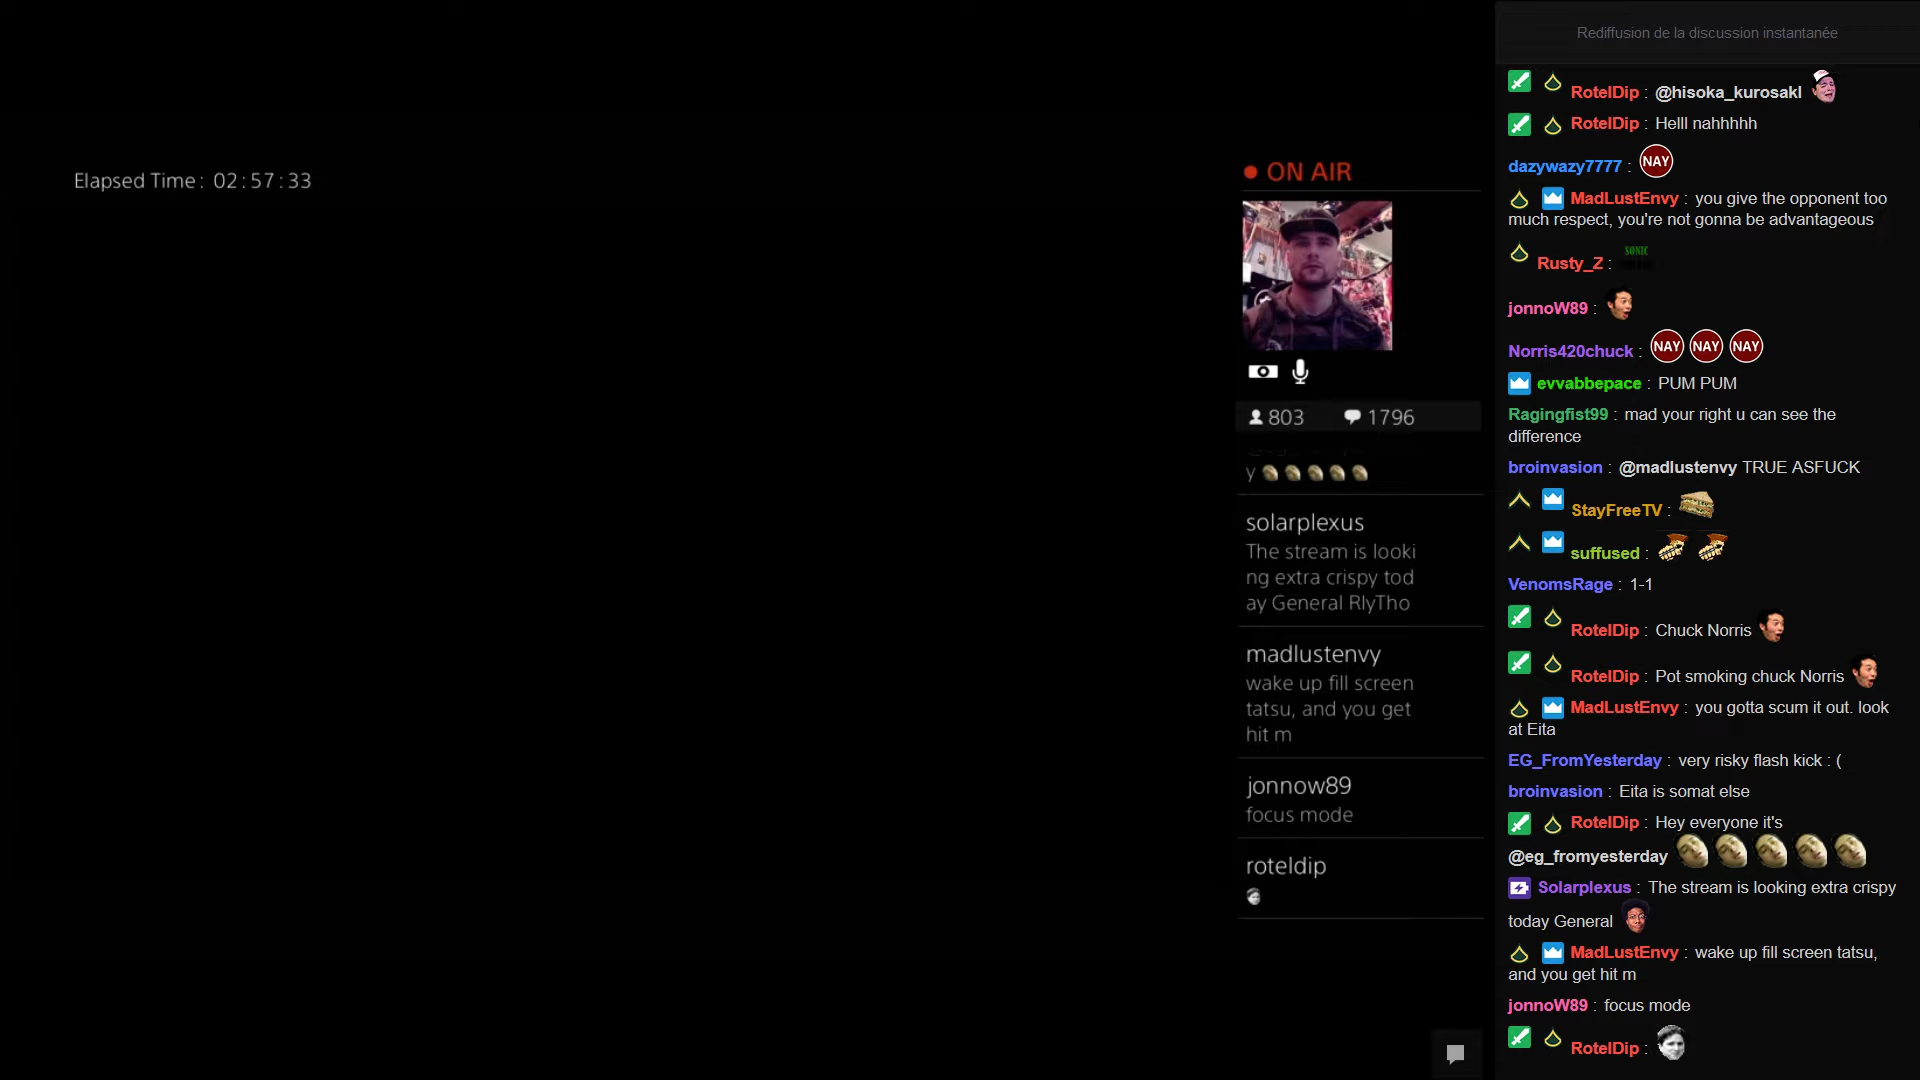 Elapsed Time: 02:57:33
ON AIR
803 1796
y
solarplexus
The stream is looki
ng extra crispy tod
ay General RlyTho
madlustenvy
wake up fill screen
tatsu, and you get
hit m
jonnow89
focus mode
roteldip
Rediffusion de la discussion instantanée
RotelDip : @hisoka_kurosakI
RotelDip : Helll nahhhhh
dazywazy7777 : NAY
MadLustEnvy : you give the opponent too
much respect, you're not gonna be advantageous
Rusty_Z : SONIC
jonnoW89 :
Norris420chuck : NAY NAY NAY
evvabbepace : PUM PUM
Ragingfist99 : mad your right u can see the
difference
broinvasion : @madlustenvy TRUE ASFUCK
StayFreeTV :
suffused :
VenomsRage : 1-1
RotelDip : Chuck Norris
RotelDip : Pot smoking chuck Norris
MadLustEnvy : you gotta scum it out. look
at Eita
EG_FromYesterday : very risky flash kick : (
broinvasion : Eita is somat else
RotelDip : Hey everyone it's
@eg_fromyesterday
Solarplexus : The stream is looking extra crispy
today General
MadLustEnvy : wake up fill screen tatsu,
and you get hit m
jonnoW89 : focus mode
RotelDip :